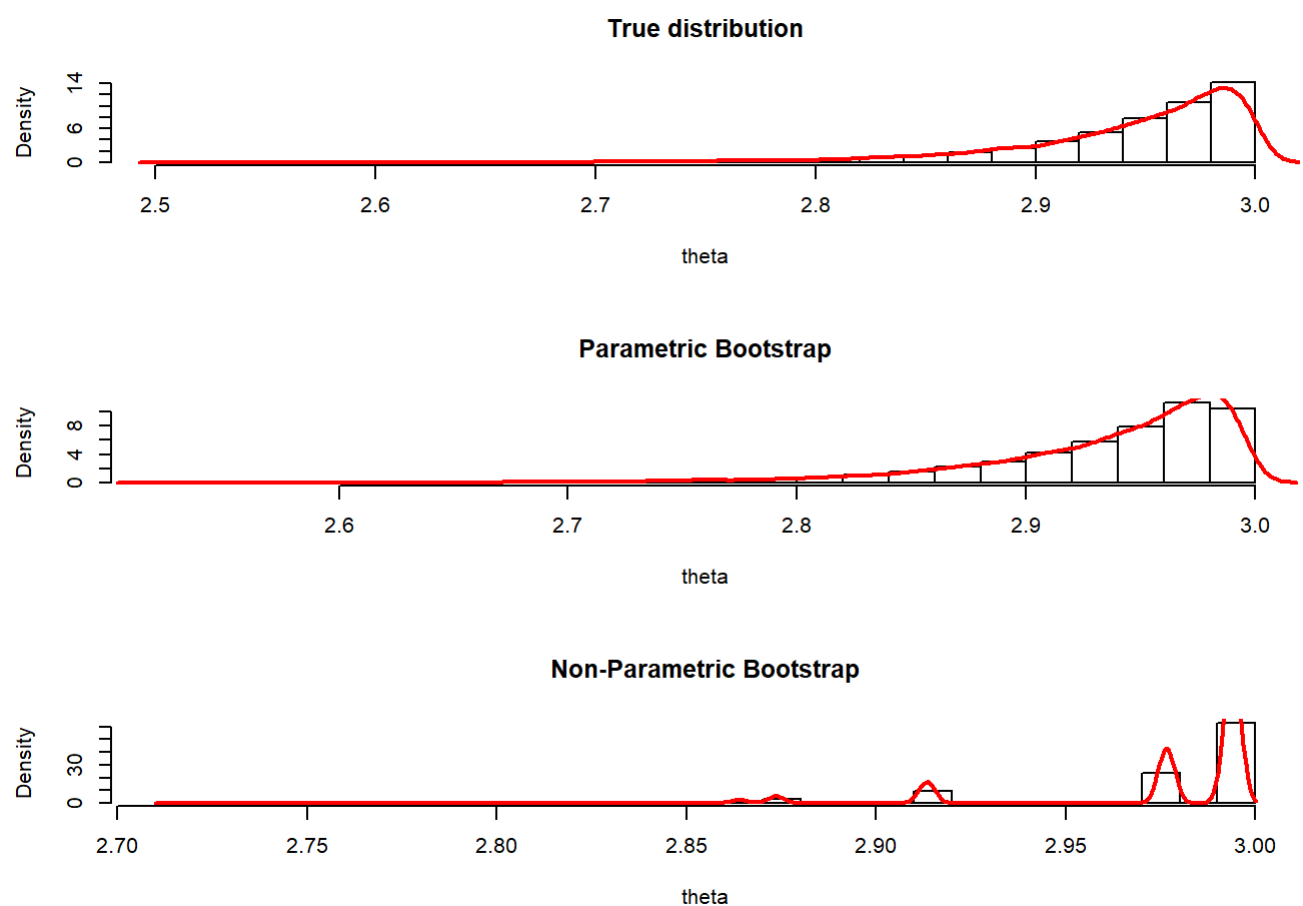 True distribution
Density
0 6 14
2.5 2.6 2.7 2.8 2.9 3.0
theta
Parametric Bootstrap
Density
0 4 8
2.6 2.7 2.8 2.9 3.0
theta
Non-Parametric Bootstrap
Density
0 30
2.70 2.75 2.80 2.85 2.90 2.95 3.00
theta